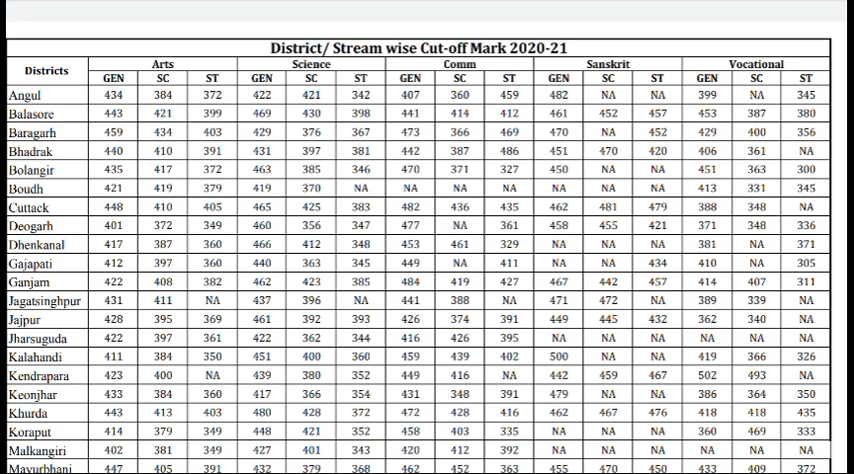 District/ Stream wise Cut-off Mark 2020-21
Districts Arts Science Comm Sanskrit Vocational
GEN SC ST GEN SC ST GEN SC ST GEN SC ST GEN SC ST
Angul 434 384 372 422 421 342 407 360 459 482 NA NA 399 NA 345
Balasore 443 421 399 469 430 398 441 414 412 461 452 457 453 387 380
Baragarh 459 434 403 429 376 367 473 366 469 470 NA 452 429 400 356
Bhadrak 440 410 391 431 397 381 442 387 486 451 470 420 406 361 NA
Bolangir 435 417 372 463 385 346 470 371 327 450 NA NA 451 363 300
Boudh 421 419 379 419 370 NA NA NA NA NA NA NA 413 331 345
Cuttack 448 410 405 465 425 383 482 436 435 462 481 479 388 348 NA
Deogarh 401 372 349 460 356 347 477 NA 361 458 455 421 371 348 336
Dhenkanal 417 387 360 466 412 348 453 461 329 NA NA NA 381 NA 371
Gajapati 412 397 360 440 363 345 449 NA 411 NA NA 434 410 NA 305
Ganjam 422 408 382 462 423 385 484 419 427 467 442 457 414 407 311
Jagatsinghpur 431 411 NA 437 396 NA 441 388 NA 471 472 NA 389 339 NA
Jajpur 428 395 369 461 392 393 426 374 391 449 445 432 362 340 NA
Jharsuguda 422 397 361 422 362 344 416 426 395 NA NA NA NA NA NA
Kalahandi 411 384 350 451 400 360 459 439 402 500 NA NA 419 366 326
Kendrapara 423 400 NA 439 380 352 449 416 NA 442 459 467 502 493 NA
Keonjhar 433 384 360 417 366 354 431 348 391 479 NA NA 386 364 350
Khurda 443 413 403 480 428 372 472 428 416 462 467 476 418 418 435
Koraput 414 379 349 448 421 352 458 403 335 NA NA NA 360 469 333
Malkangiri 402 381 349 427 401 343 420 412 392 NA NA NA NA NA NA
Mayurbhanj 447 405 391 432 379 368 462 452 363 455 470 450 433 409 372